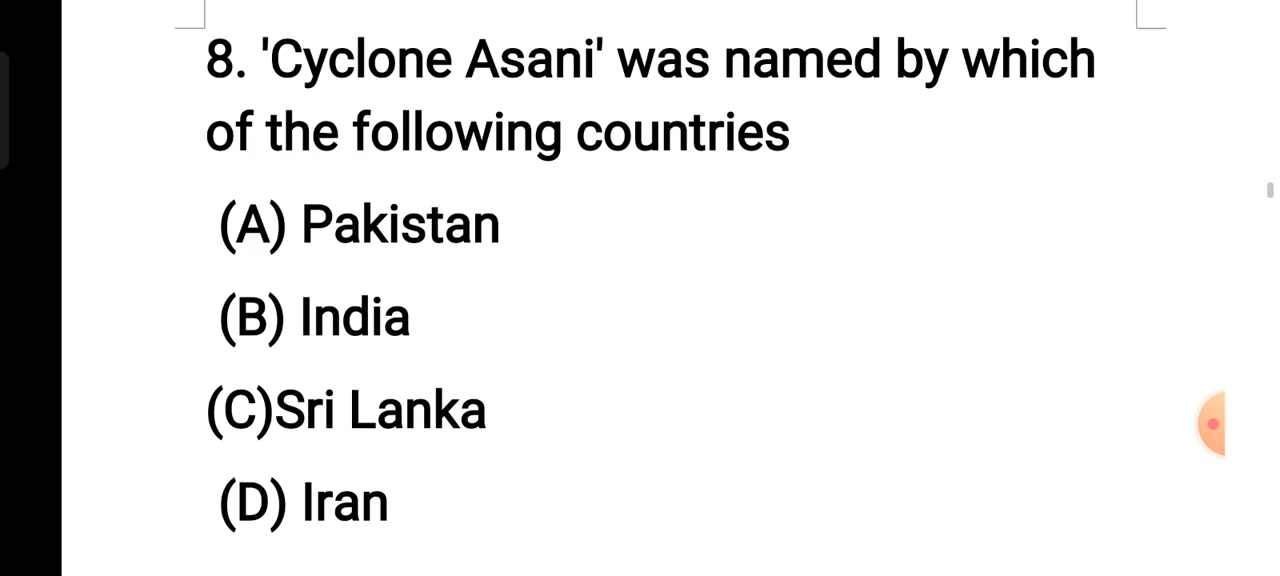 8. 'Cyclone Asani' was named by which
of the following countries
(A) Pakistan
(B) India
(C)Sri Lanka
(D) Iran